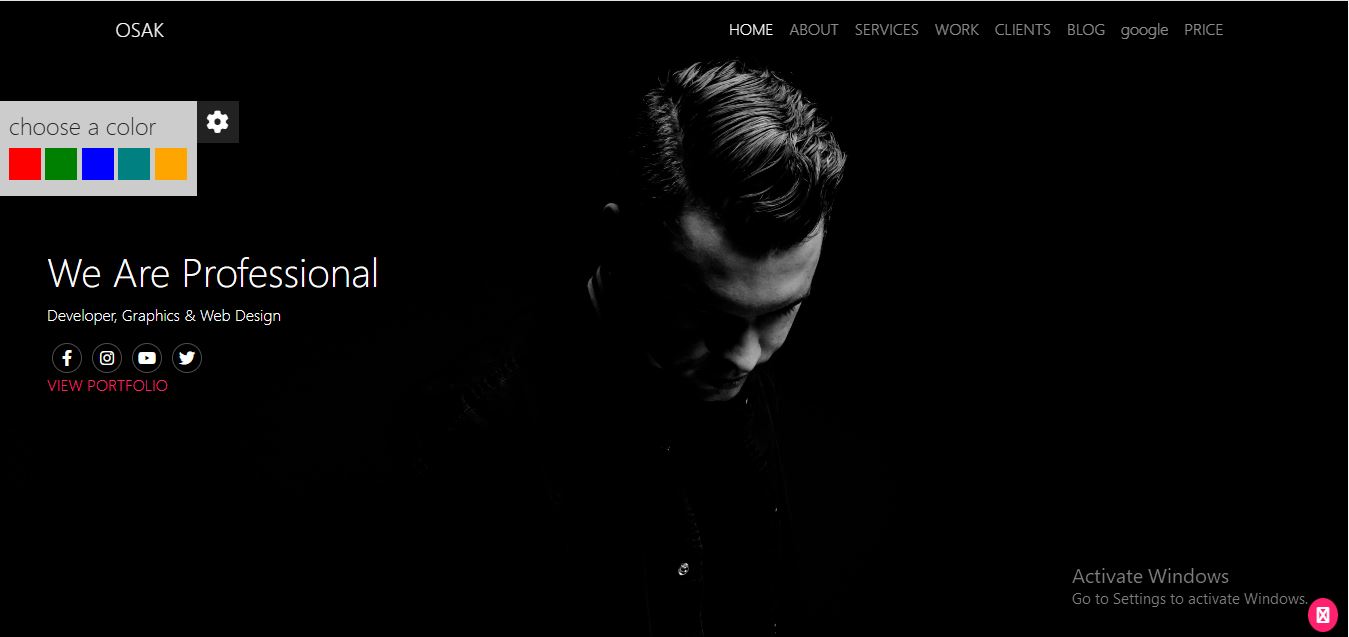 OSAK
HOME ABOUT SERVICES WORK CLIENTS BLOG google PRICE
choose a color
We Are Professional
Developer, Graphics & Web Design
VIEW PORTFOLIO
Activate Windows
Go to Settings to activate Windows.